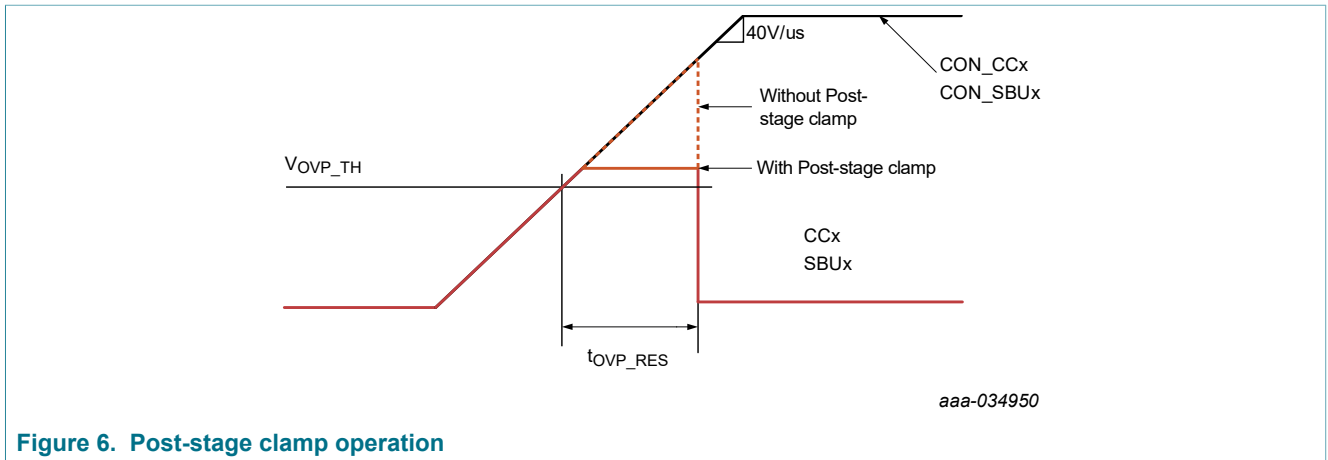 40V/us
CON_CCx
CON_SBUx
Without Post-
stage clamp
VOVP_TH
With Post-stage clamp
CCx
SBUx
tOVP_RES
aaa-034950
Figure 6. Post-stage clamp operation